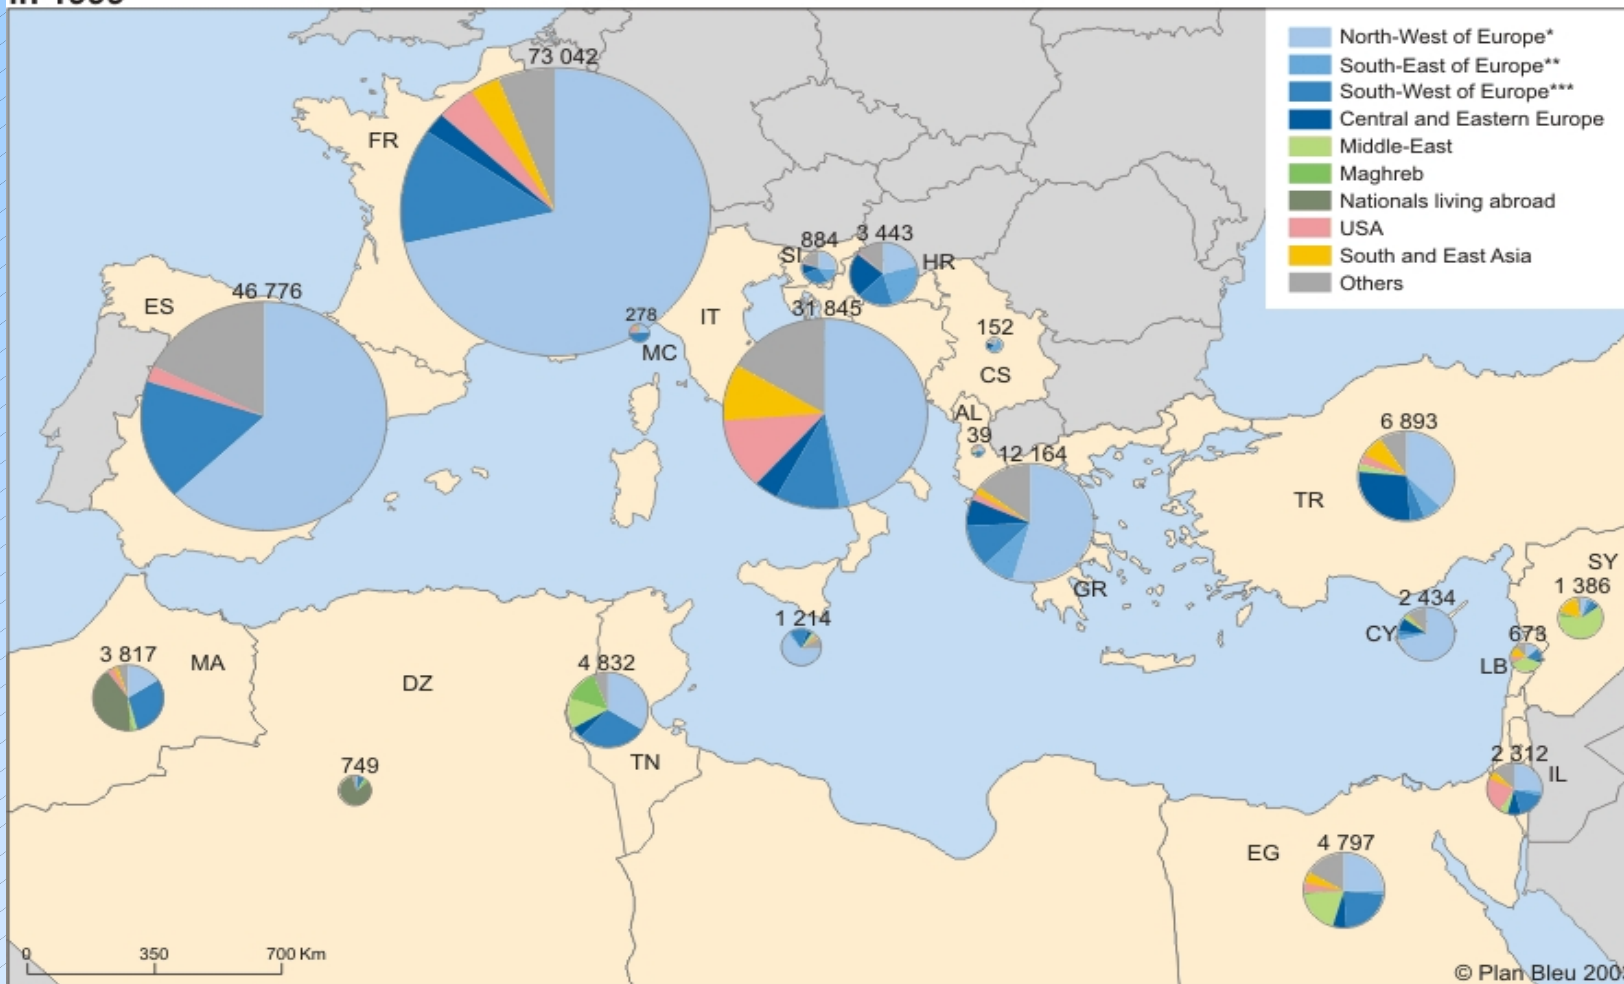 73 042
North-West of Europe*
South-East of Europe**
South-West of Europe***
Central and Eastern Europe
Middle-East
Maghreb
Nationals living abroad
USA
South and East Asia
Others
FR
884
3 443
SI
HR
ES
46 776
278
MC
IT
31 845
152
CS
AL
39
12 164
6 893
TR
GR
SY
1 386
2 434
CY
673
LB
1 214
3 817
MA
DZ
4 832
TN
749
2 312
IL
EG
4 797
0
350
700 Km
© Plan Bleu